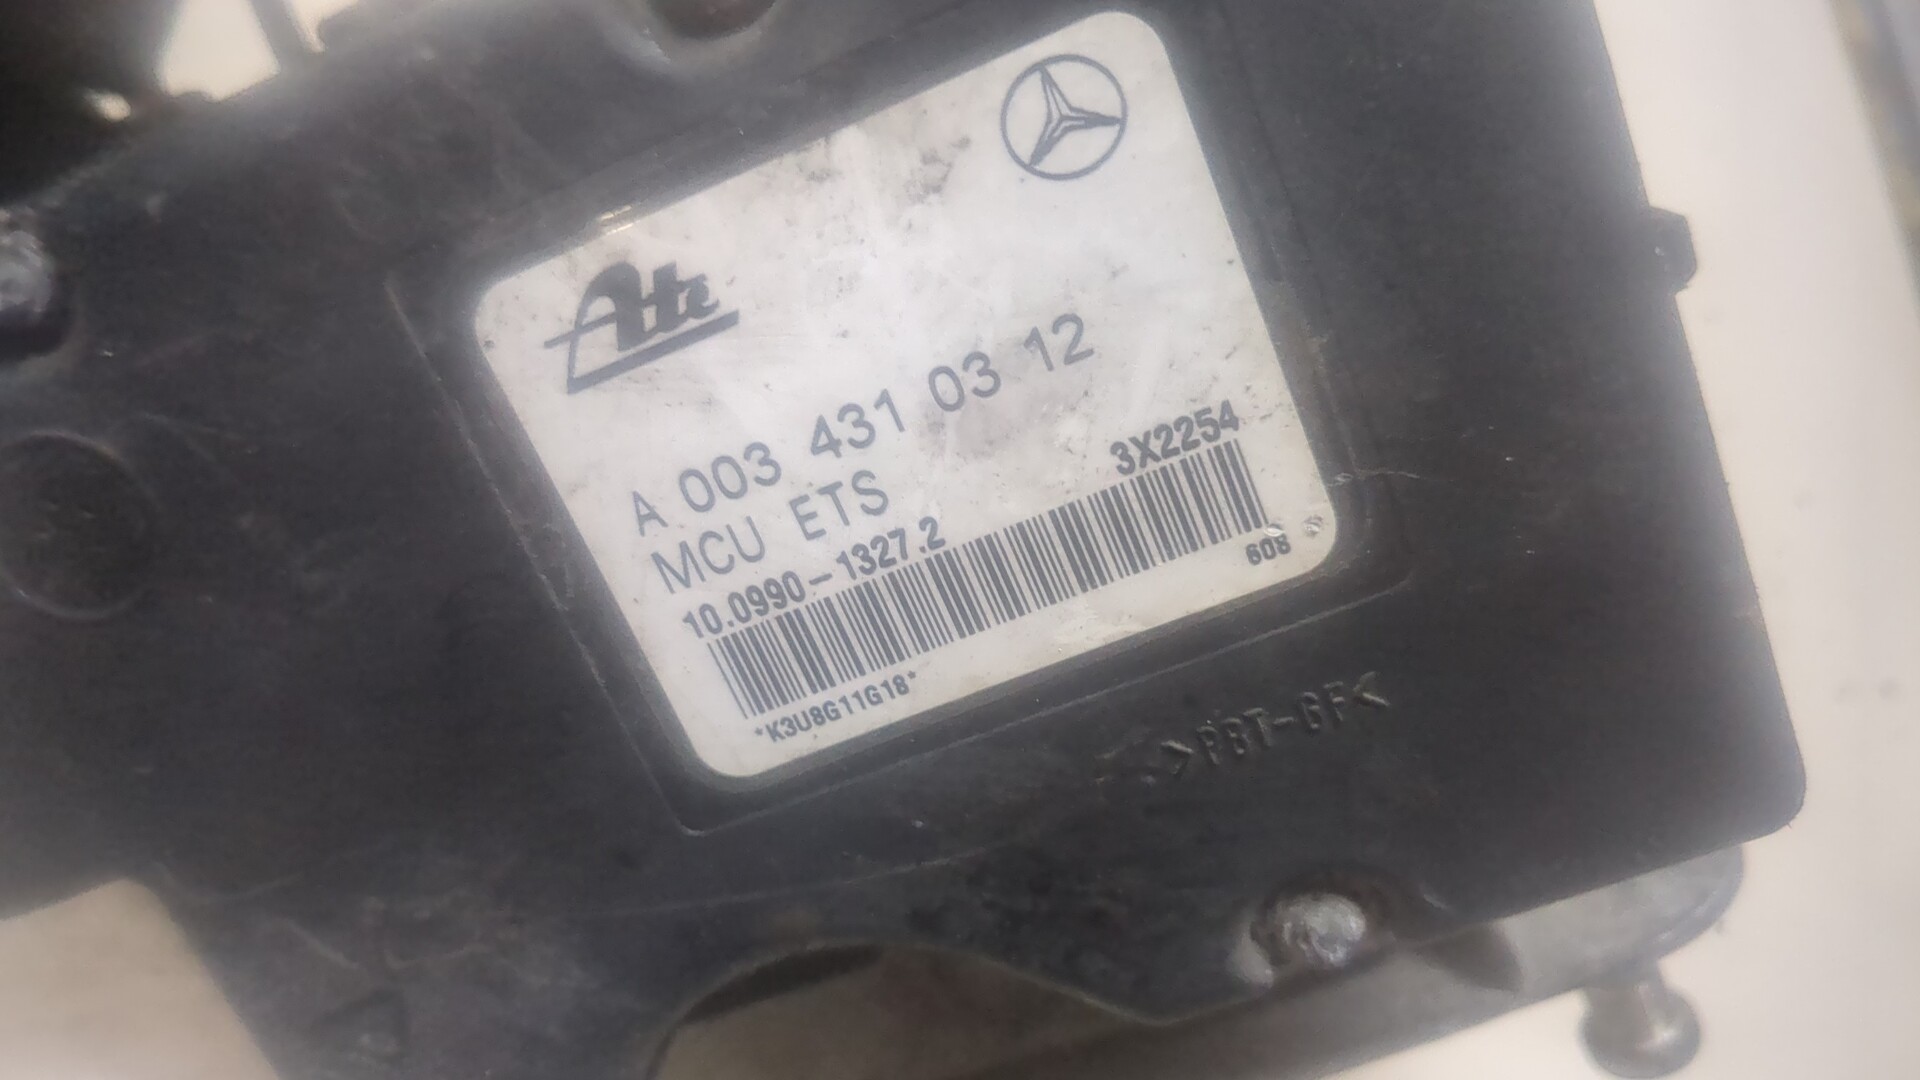 Ate
A 003 431 03 12
MCU ETS
10.0990-1327.2 3X2254
608
*K3U8G11G18*
>PBT-GF<